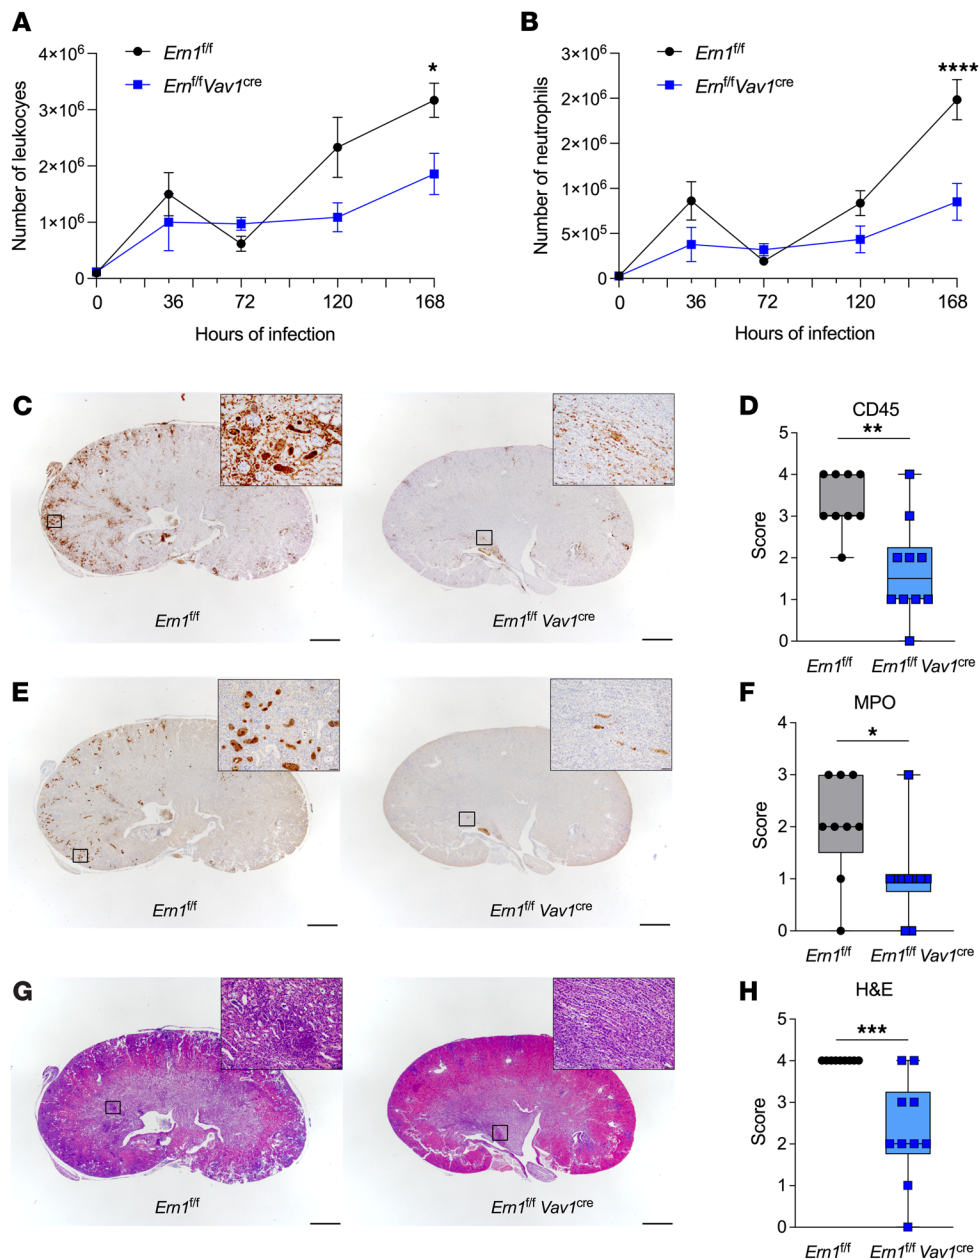 A
Ern1f/f
Ernf/fVav1cre
Number of leukocyes
4×10⁶
3×10⁶
2×10⁶
1×10⁶
0
*
0 36 72 120 168
Hours of infection
B
Ern1f/f
Ernf/fVav1cre
Number of neutrophils
3×10⁶
2×10⁶
2×10⁶
1×10⁶
5×10⁵
0
****
0 36 72 120 168
Hours of infection
C
Ern1f/f
Ern1f/f Vav1cre
D
CD45
**
Score
5
4
3
2
1
0
Ern1f/f Ern1f/f Vav1cre
E
Ern1f/f
Ern1f/f Vav1cre
F
MPO
*
Score
4
3
2
1
0
Ern1f/f Ern1f/f Vav1cre
G
Ern1f/f
Ern1f/f Vav1cre
H
H&E
***
Score
5
4
3
2
1
0
Ern1f/f Ern1f/f Vav1cre